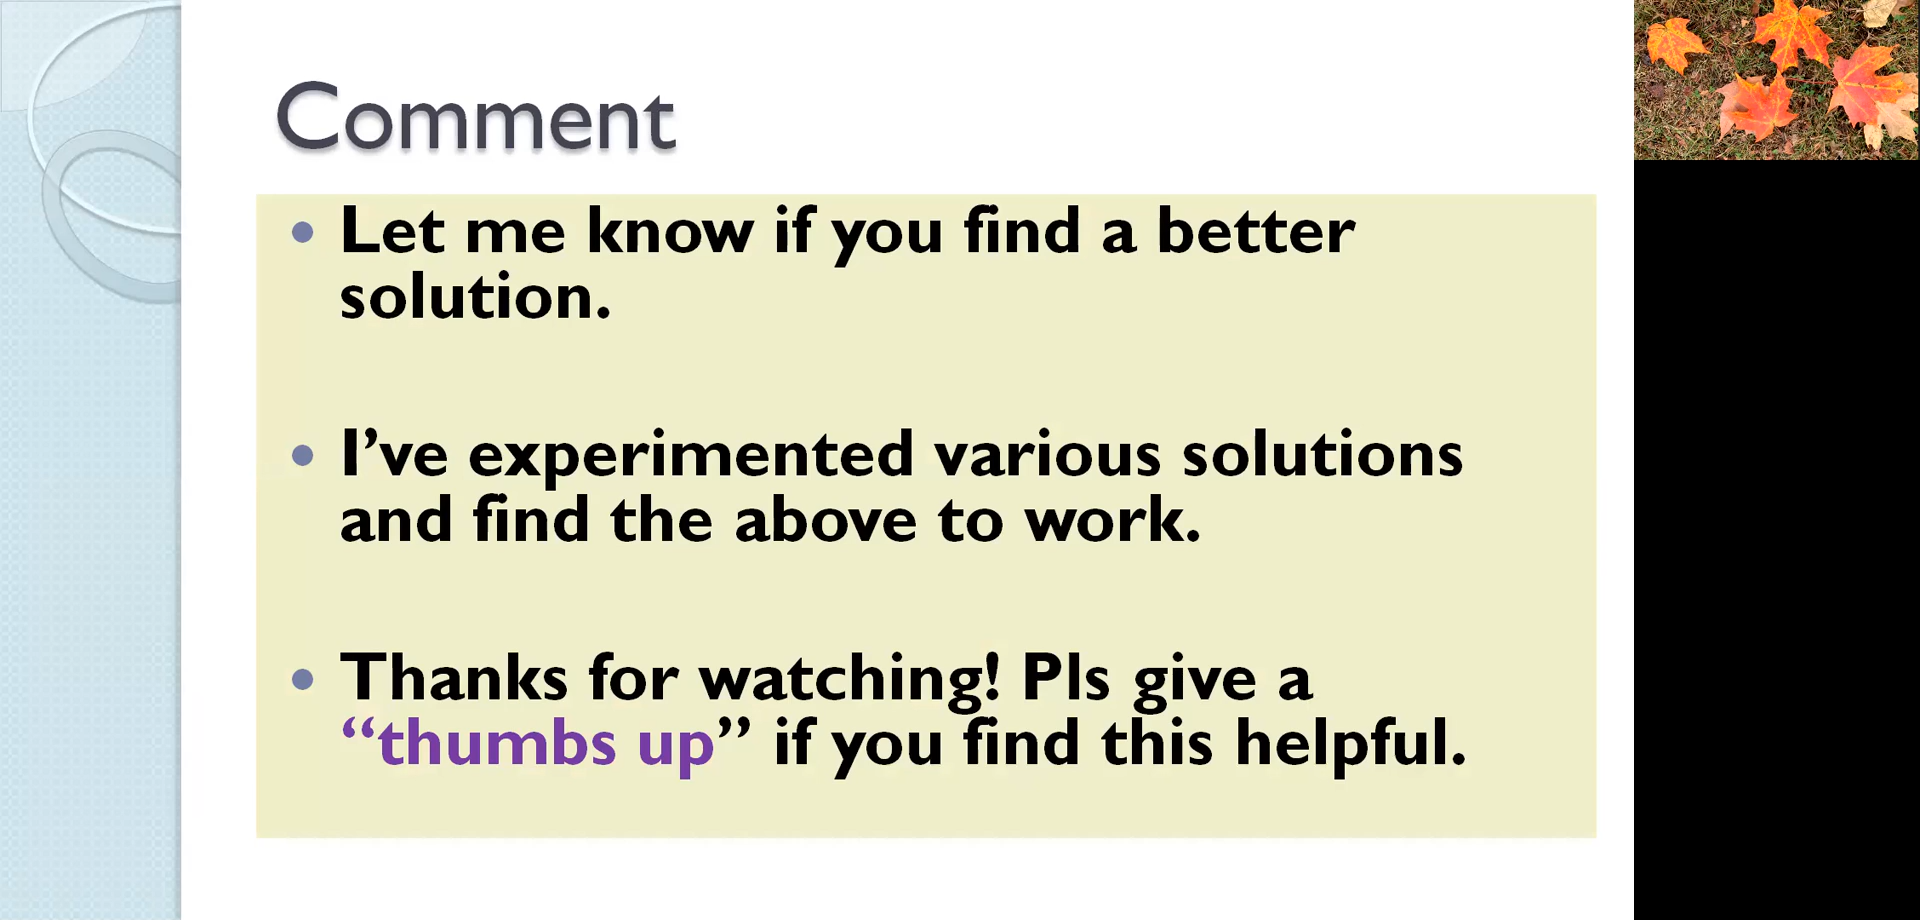 Comment
• Let me know if you find a better
solution.
• I’ve experimented various solutions
and find the above to work.
• Thanks for watching! Pls give a
“thumbs up” if you find this helpful.